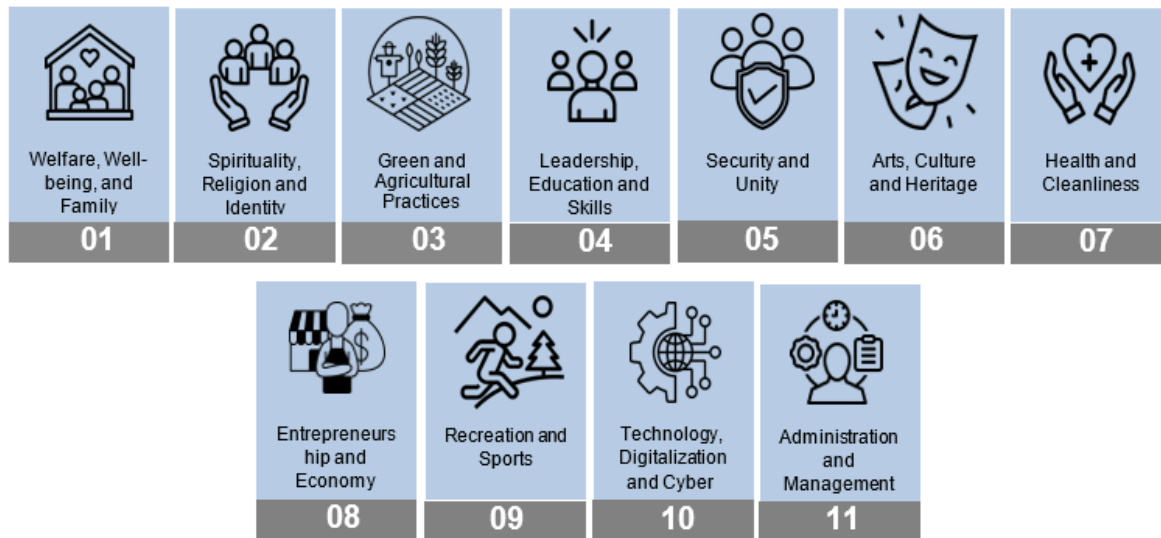 Welfare, Well-
being, and
Family
01
Spirituality,
Religion and
Identity
02
Green and
Agricultural
Practices
03
Leadership,
Education and
Skills
04
Security and
Unity
05
Arts, Culture
and Heritage
06
Health and
Cleanliness
07
$
Entrepreneurs
hip and
Economy
08
Recreation and
Sports
09
Technology,
Digitalization
and Cyber
10
Administration
and
Management
11